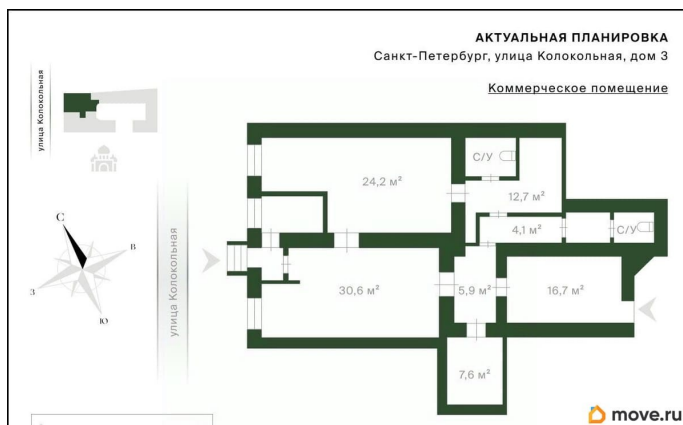 АКТУАЛЬНАЯ ПЛАНИРОВКА
Санкт-Петербург, улица Колокольная, дом 3
Коммерческое помещение
улица Колокольная
С
В
З
Ю
улица Колокольная
24,2 м²
С/У
12,7 м²
4,1 м²
С/У
30,6 м²
5,9 м²
16,7 м²
7,6 м²
move.ru